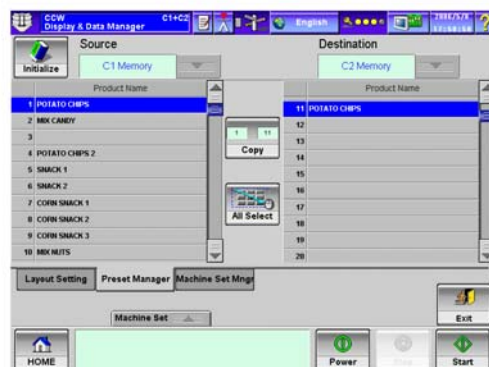 CCW
Display & Data Manager
C1+C2
English
Initialize
Source
C1 Memory
Destination
C2 Memory
Product Name
1 POTATO CHIPS
2 MIX CANDY
3
4 POTATO CHIPS 2
5 SNACK 1
6 SNACK 2
7 CORN SNACK 1
8 CORN SNACK 2
9 CORN SNACK 3
10 MIX NUTS
1 11
Copy
All Select
Product Name
11 POTATO CHIPS
12
13
14
15
16
17
18
19
20
Layout Setting
Preset Manager
Machine Set Mngr
Machine Set
Exit
HOME
Power
Start